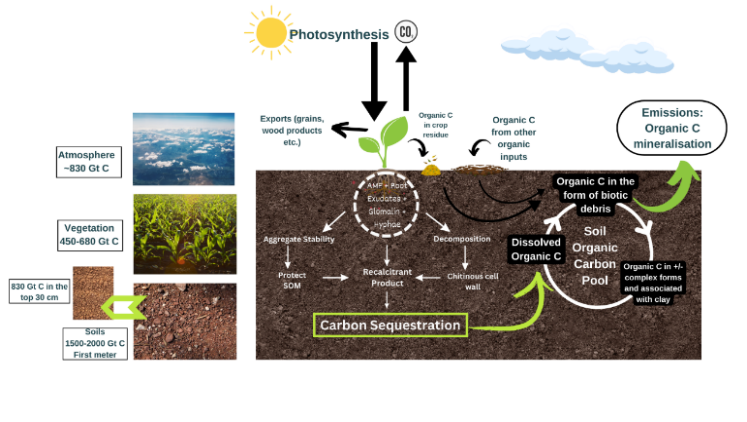 Photosynthesis
CO₂
Exports (grains,
wood products
etc.)
Organic C
in crop
residue
Organic C
from other
organic
inputs
Emissions:
Organic C
mineralisation
Atmosphere
~830 Gt C
Vegetation
450-680 Gt C
830 Gt C in the
top 30 cm
Soils
1500-2000 Gt C
First meter
AMF + Root
Exudates +
Glomalin +
Hyphae
Aggregate Stability
Decomposition
Protect
SOM
Recalcitrant
Product
Chitinous cell
wall
Carbon Sequestration
Organic C in the
form of biotic
debris
Dissolved
Organic C
Soil
Organic
Carbon
Pool
Organic C in +/-
complex forms
and associated
with clay